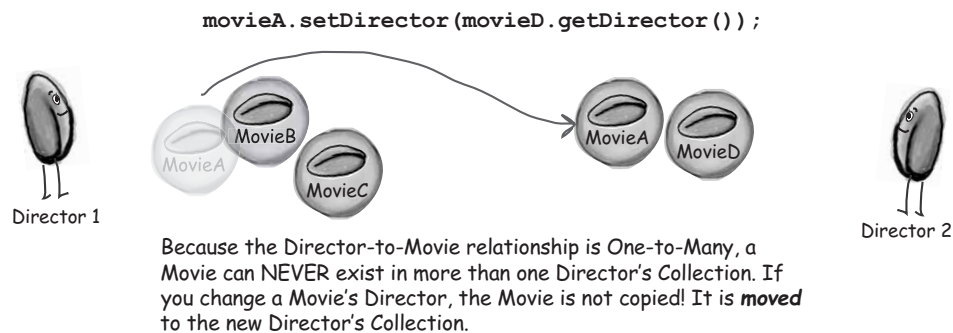 movieA.setDirector(movieD.getDirector());
MovieA
MovieB
MovieC
MovieA
MovieD
Director 1
Director 2
Because the Director-to-Movie relationship is One-to-Many, a
Movie can NEVER exist in more than one Director's Collection. If
you change a Movie's Director, the Movie is not copied! It is moved
to the new Director's Collection.